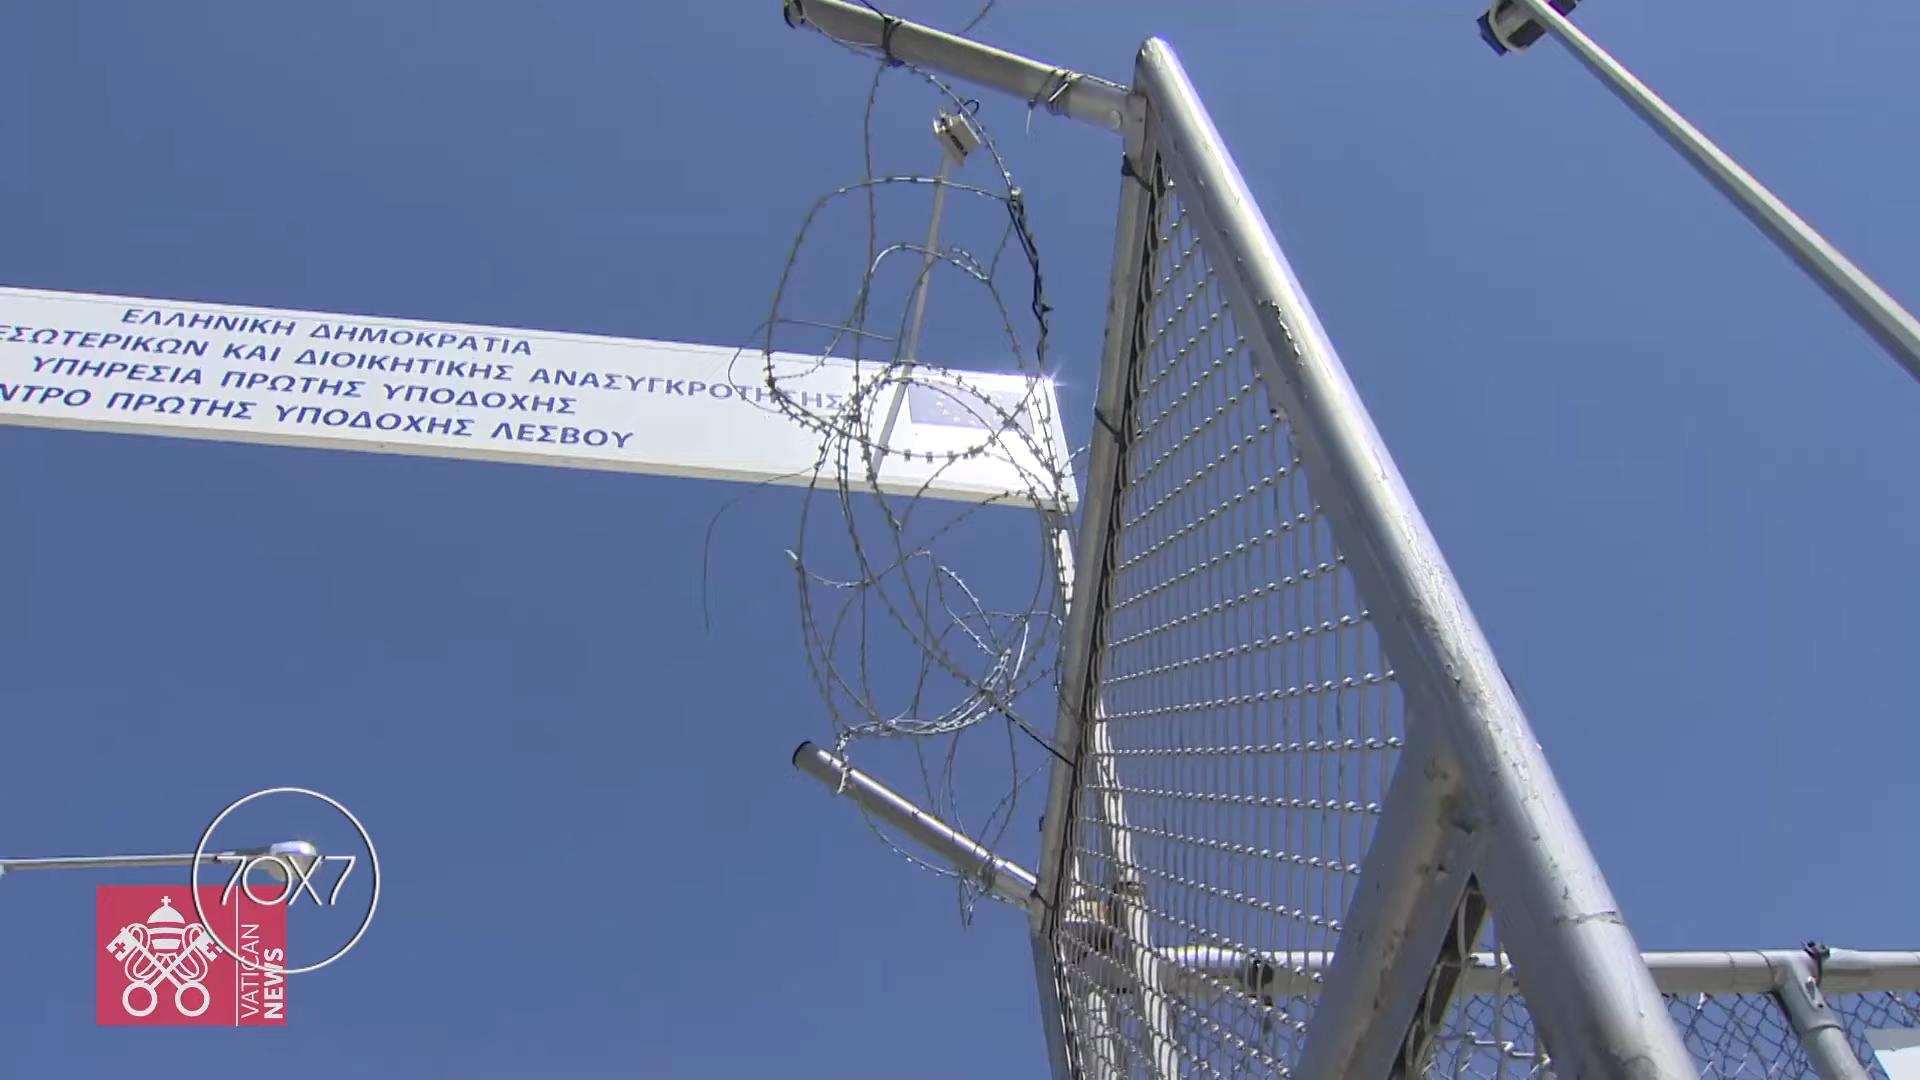 ΕΛΛΗΝΙΚΗ ΔΗΜΟΚΡΑΤΙΑ
ΕΣΩΤΕΡΙΚΩΝ ΚΑΙ ΔΙΟΙΚΗΤΙΚΗΣ ΑΝΑΣΥΓΚΡΟΤΗΣΗΣ
ΥΠΗΡΕΣΙΑ ΠΡΩΤΗΣ ΥΠΟΔΟΧΗΣ
ΝΤΡΟ ΠΡΩΤΗΣ ΥΠΟΔΟΧΗΣ ΛΕΣΒΟΥ
70X7
VATICAN
NEWS